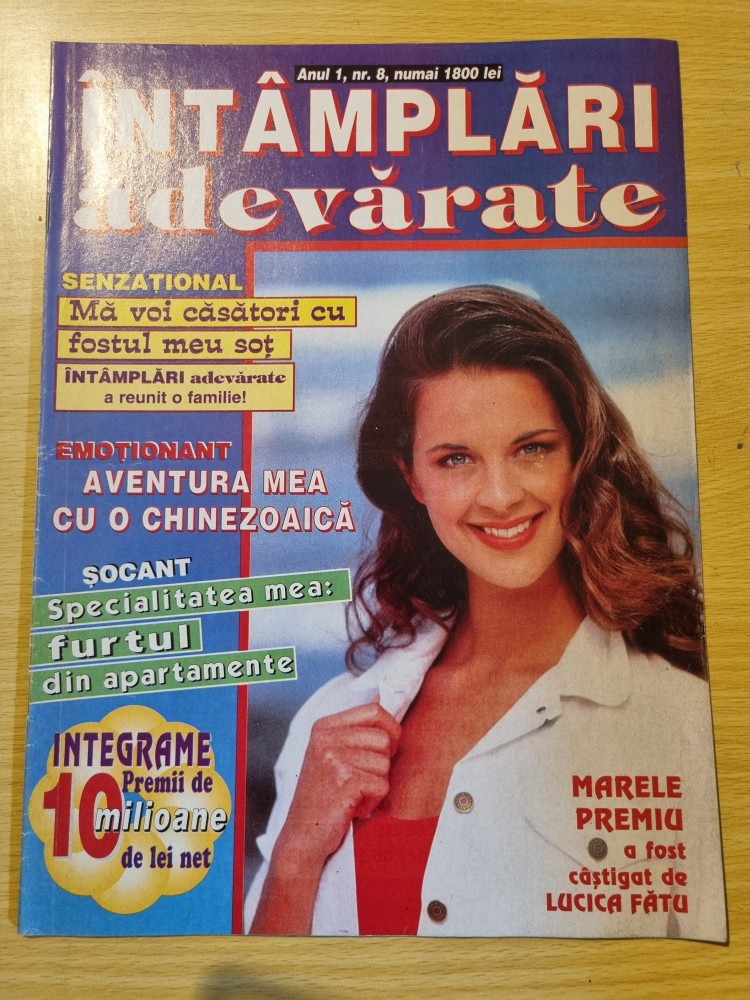 Anul 1, nr. 8, numai 1800 lei
ÎNTÂMPLĂRI
adevărate
SENZAȚIONAL
Mă voi căsători cu
fostul meu soț
ÎNTÂMPLĂRI adevărate
a reunit o familie!
EMOȚIONANT
AVENTURA MEA
CU O CHINEZOAICĂ
ȘOCANT
Specialitatea mea:
furtul
din apartamente
INTEGRAME
10 Premii de
milioane
de lei net
MARELE
PREMIU
a fost
câștigat de
LUCICA FĂTU